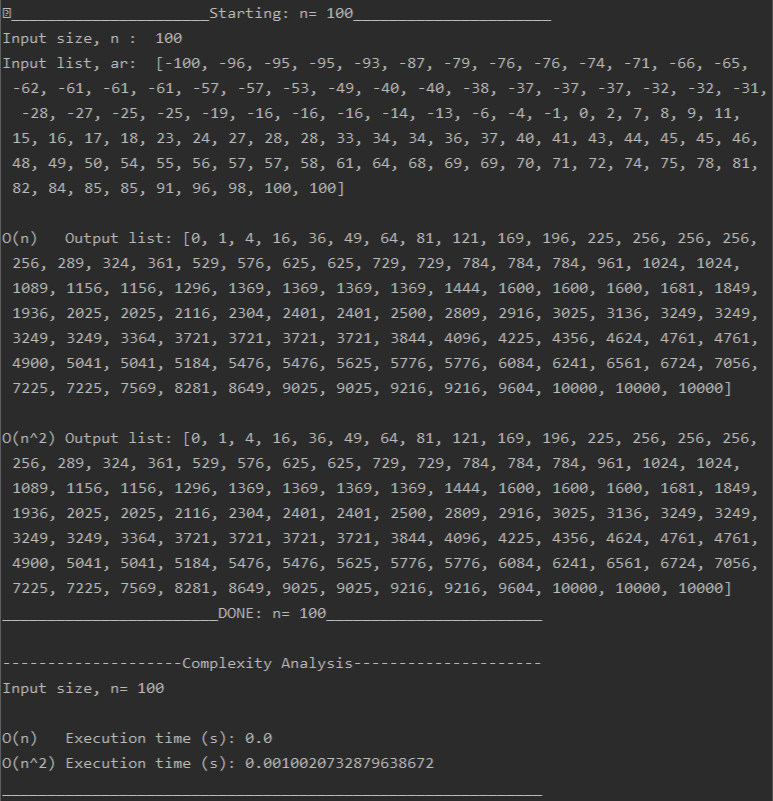 ______________________Starting: n= 100______________________
Input size, n :  100
Input list, ar:  [-100, -96, -95, -95, -93, -87, -79, -76, -76, -74, -71, -66, -65,
-62, -61, -61, -61, -57, -57, -53, -49, -40, -40, -38, -37, -37, -37, -32, -32, -31,
-28, -27, -25, -25, -19, -16, -16, -16, -14, -13, -6, -4, -1, 0, 2, 7, 8, 9, 11,
15, 16, 17, 18, 23, 24, 27, 28, 28, 33, 34, 34, 36, 37, 40, 41, 43, 44, 45, 45, 46,
48, 49, 50, 54, 55, 56, 57, 57, 58, 61, 64, 68, 69, 69, 70, 71, 72, 74, 75, 78, 81,
82, 84, 85, 85, 91, 96, 98, 100, 100]
O(n)   Output list: [0, 1, 4, 16, 36, 49, 64, 81, 121, 169, 196, 225, 256, 256, 256,
256, 289, 324, 361, 529, 576, 625, 625, 729, 729, 784, 784, 784, 961, 1024, 1024,
1089, 1156, 1156, 1296, 1369, 1369, 1369, 1369, 1444, 1600, 1600, 1600, 1681, 1849,
1936, 2025, 2025, 2116, 2304, 2401, 2401, 2500, 2809, 2916, 3025, 3136, 3249, 3249,
3249, 3249, 3364, 3721, 3721, 3721, 3721, 3844, 4096, 4225, 4356, 4624, 4761, 4761,
4900, 5041, 5041, 5184, 5476, 5476, 5625, 5776, 5776, 6084, 6241, 6561, 6724, 7056,
7225, 7225, 7569, 8281, 8649, 9025, 9025, 9216, 9216, 9604, 10000, 10000, 10000]
O(n^2) Output list: [0, 1, 4, 16, 36, 49, 64, 81, 121, 169, 196, 225, 256, 256, 256,
256, 289, 324, 361, 529, 576, 625, 625, 729, 729, 784, 784, 784, 961, 1024, 1024,
1089, 1156, 1156, 1296, 1369, 1369, 1369, 1369, 1444, 1600, 1600, 1600, 1681, 1849,
1936, 2025, 2025, 2116, 2304, 2401, 2401, 2500, 2809, 2916, 3025, 3136, 3249, 3249,
3249, 3249, 3364, 3721, 3721, 3721, 3721, 3844, 4096, 4225, 4356, 4624, 4761, 4761,
4900, 5041, 5041, 5184, 5476, 5476, 5625, 5776, 5776, 6084, 6241, 6561, 6724, 7056,
7225, 7225, 7569, 8281, 8649, 9025, 9025, 9216, 9216, 9604, 10000, 10000, 10000]
________________________DONE: n= 100________________________
--------------------Complexity Analysis---------------------
Input size, n= 100
O(n)   Execution time (s): 0.0
O(n^2) Execution time (s): 0.0010020732879638672
____________________________________________________________